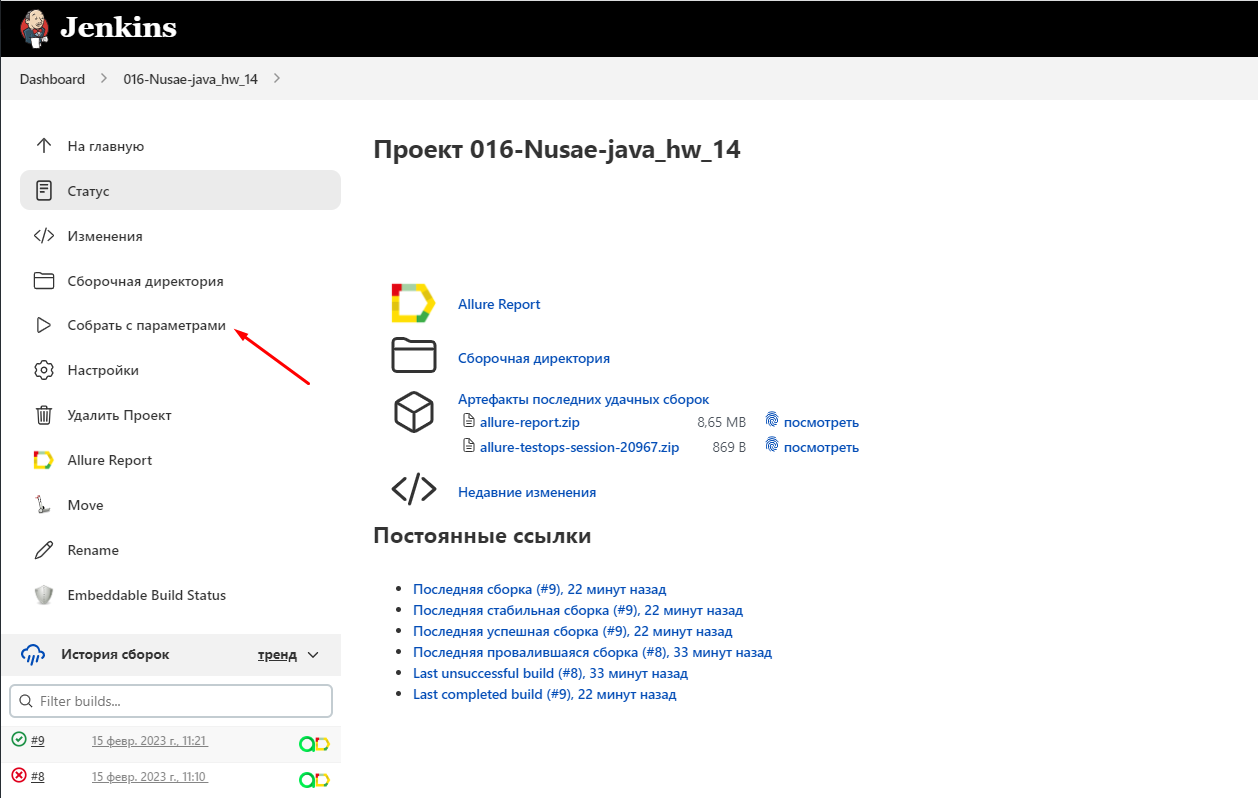 Jenkins
Dashboard
016-Nusae-java_hw_14
На главную
Статус
Изменения
Сборочная директория
Собрать с параметрами
Настройки
Удалить Проект
Allure Report
Move
Rename
Embeddable Build Status
История сборок
тренд
Filter builds...
#9 15 февр. 2023 г., 11:21
#8 15 февр. 2023 г., 11:10
Проект 016-Nusae-java_hw_14
Allure Report
Сборочная директория
Артефакты последних удачных сборок
allure-report.zip 8,65 MB посмотреть
allure-testops-session-20967.zip 869 B посмотреть
Недавние изменения
Постоянные ссылки
Последняя сборка (#9), 22 минут назад
Последняя стабильная сборка (#9), 22 минут назад
Последняя успешная сборка (#9), 22 минут назад
Последняя провалившаяся сборка (#8), 33 минут назад
Last unsuccessful build (#8), 33 минут назад
Last completed build (#9), 22 минут назад